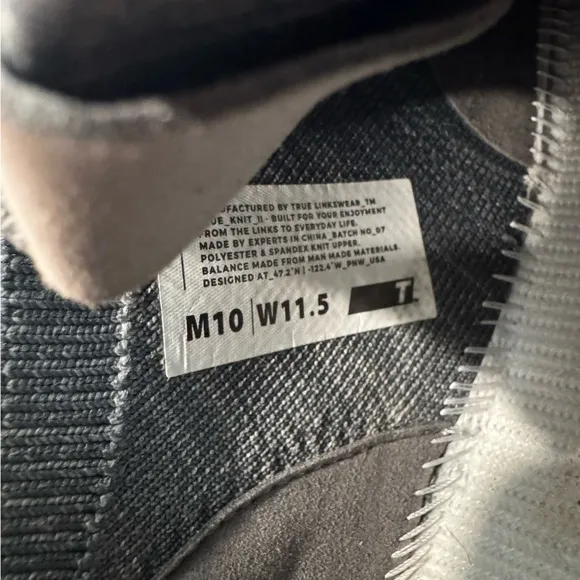 UFACTURED BY TRUE LINKSWEAR_TM
UE_KNIT_II - BUILT FOR YOUR ENJOYMENT
FROM THE LINKS TO EVERYDAY LIFE.
MADE BY EXPERTS IN CHINA_BATCH NO_07
POLYESTER & SPANDEX KNIT UPPER.
BALANCE MADE FROM MAN MADE MATERIALS.
DESIGNED AT_47.2°N | -122.4°W_PNW_USA
M10 | W11.5 T